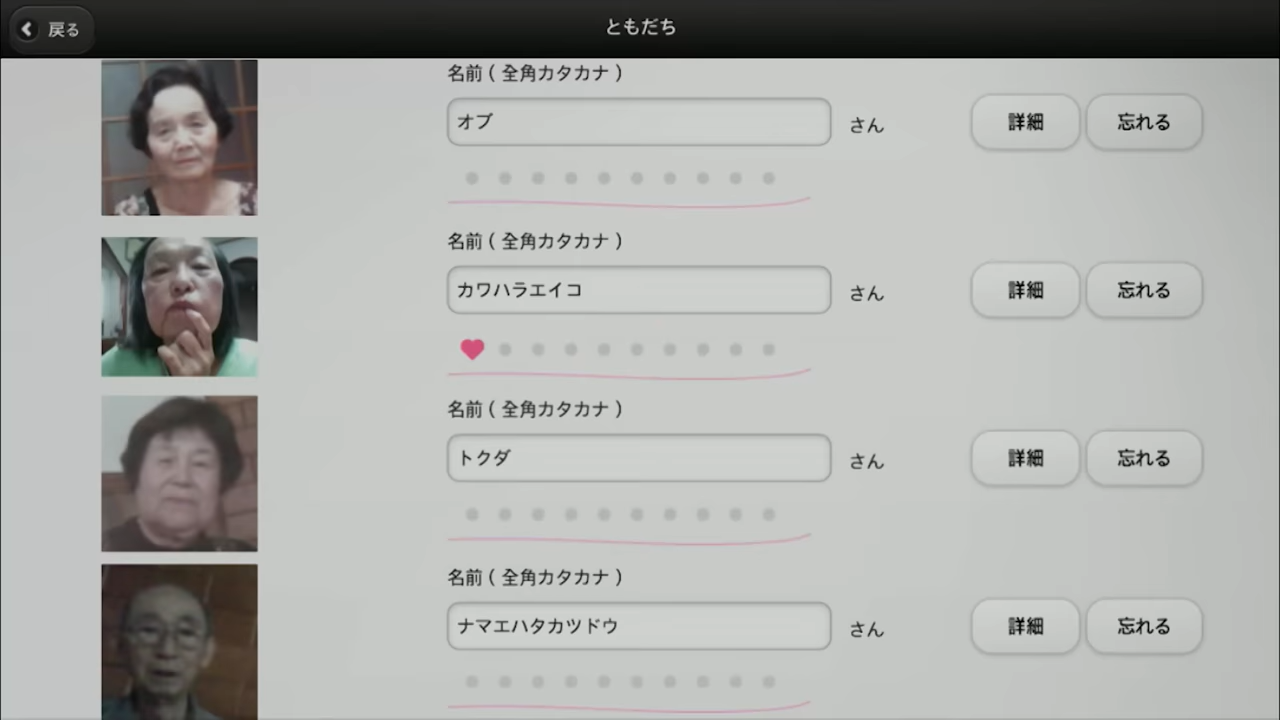 戻る
ともだち
名前 ( 全角カタカナ )
オブ さん 詳細 忘れる
名前 ( 全角カタカナ )
カワハラエイコ さん 詳細 忘れる
名前 ( 全角カタカナ )
トクダ さん 詳細 忘れる
名前 ( 全角カタカナ )
ナマエハタカツドウ さん 詳細 忘れる